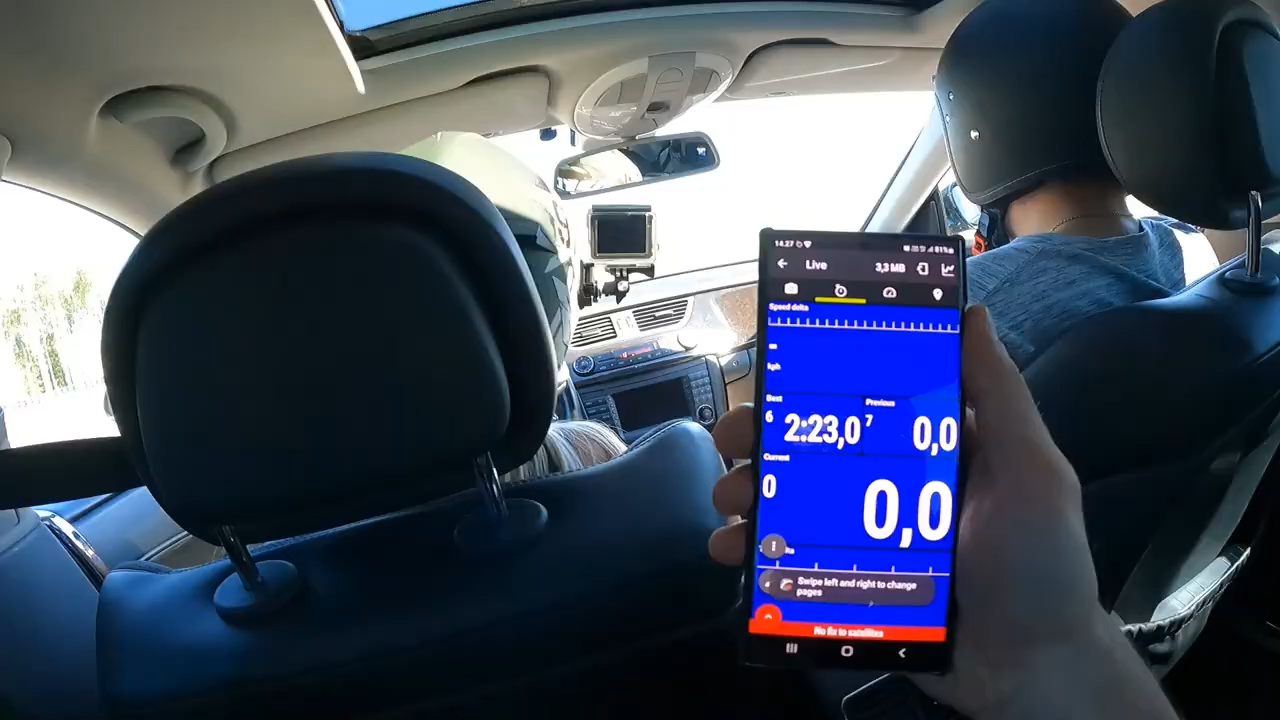 14.27
81%
Live
3,3 MB
Speed delta
kph
Best
Previous
6
2:23,0
7
0,0
Current
0
0,0
Swipe left and right to change
pages
No fix to satellites